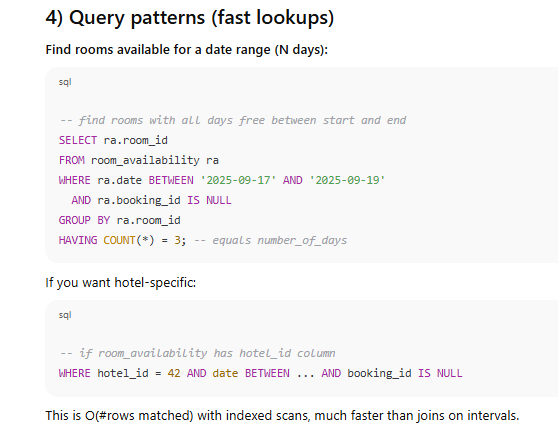 4) Query patterns (fast lookups)
Find rooms available for a date range (N days):
sql
-- find rooms with all days free between start and end
SELECT ra.room_id
FROM room_availability ra
WHERE ra.date BETWEEN '2025-09-17' AND '2025-09-19'
  AND ra.booking_id IS NULL
GROUP BY ra.room_id
HAVING COUNT(*) = 3; -- equals number_of_days
If you want hotel-specific:
sql
-- if room_availability has hotel_id column
WHERE hotel_id = 42 AND date BETWEEN ... AND booking_id IS NULL
This is O(#rows matched) with indexed scans, much faster than joins on intervals.